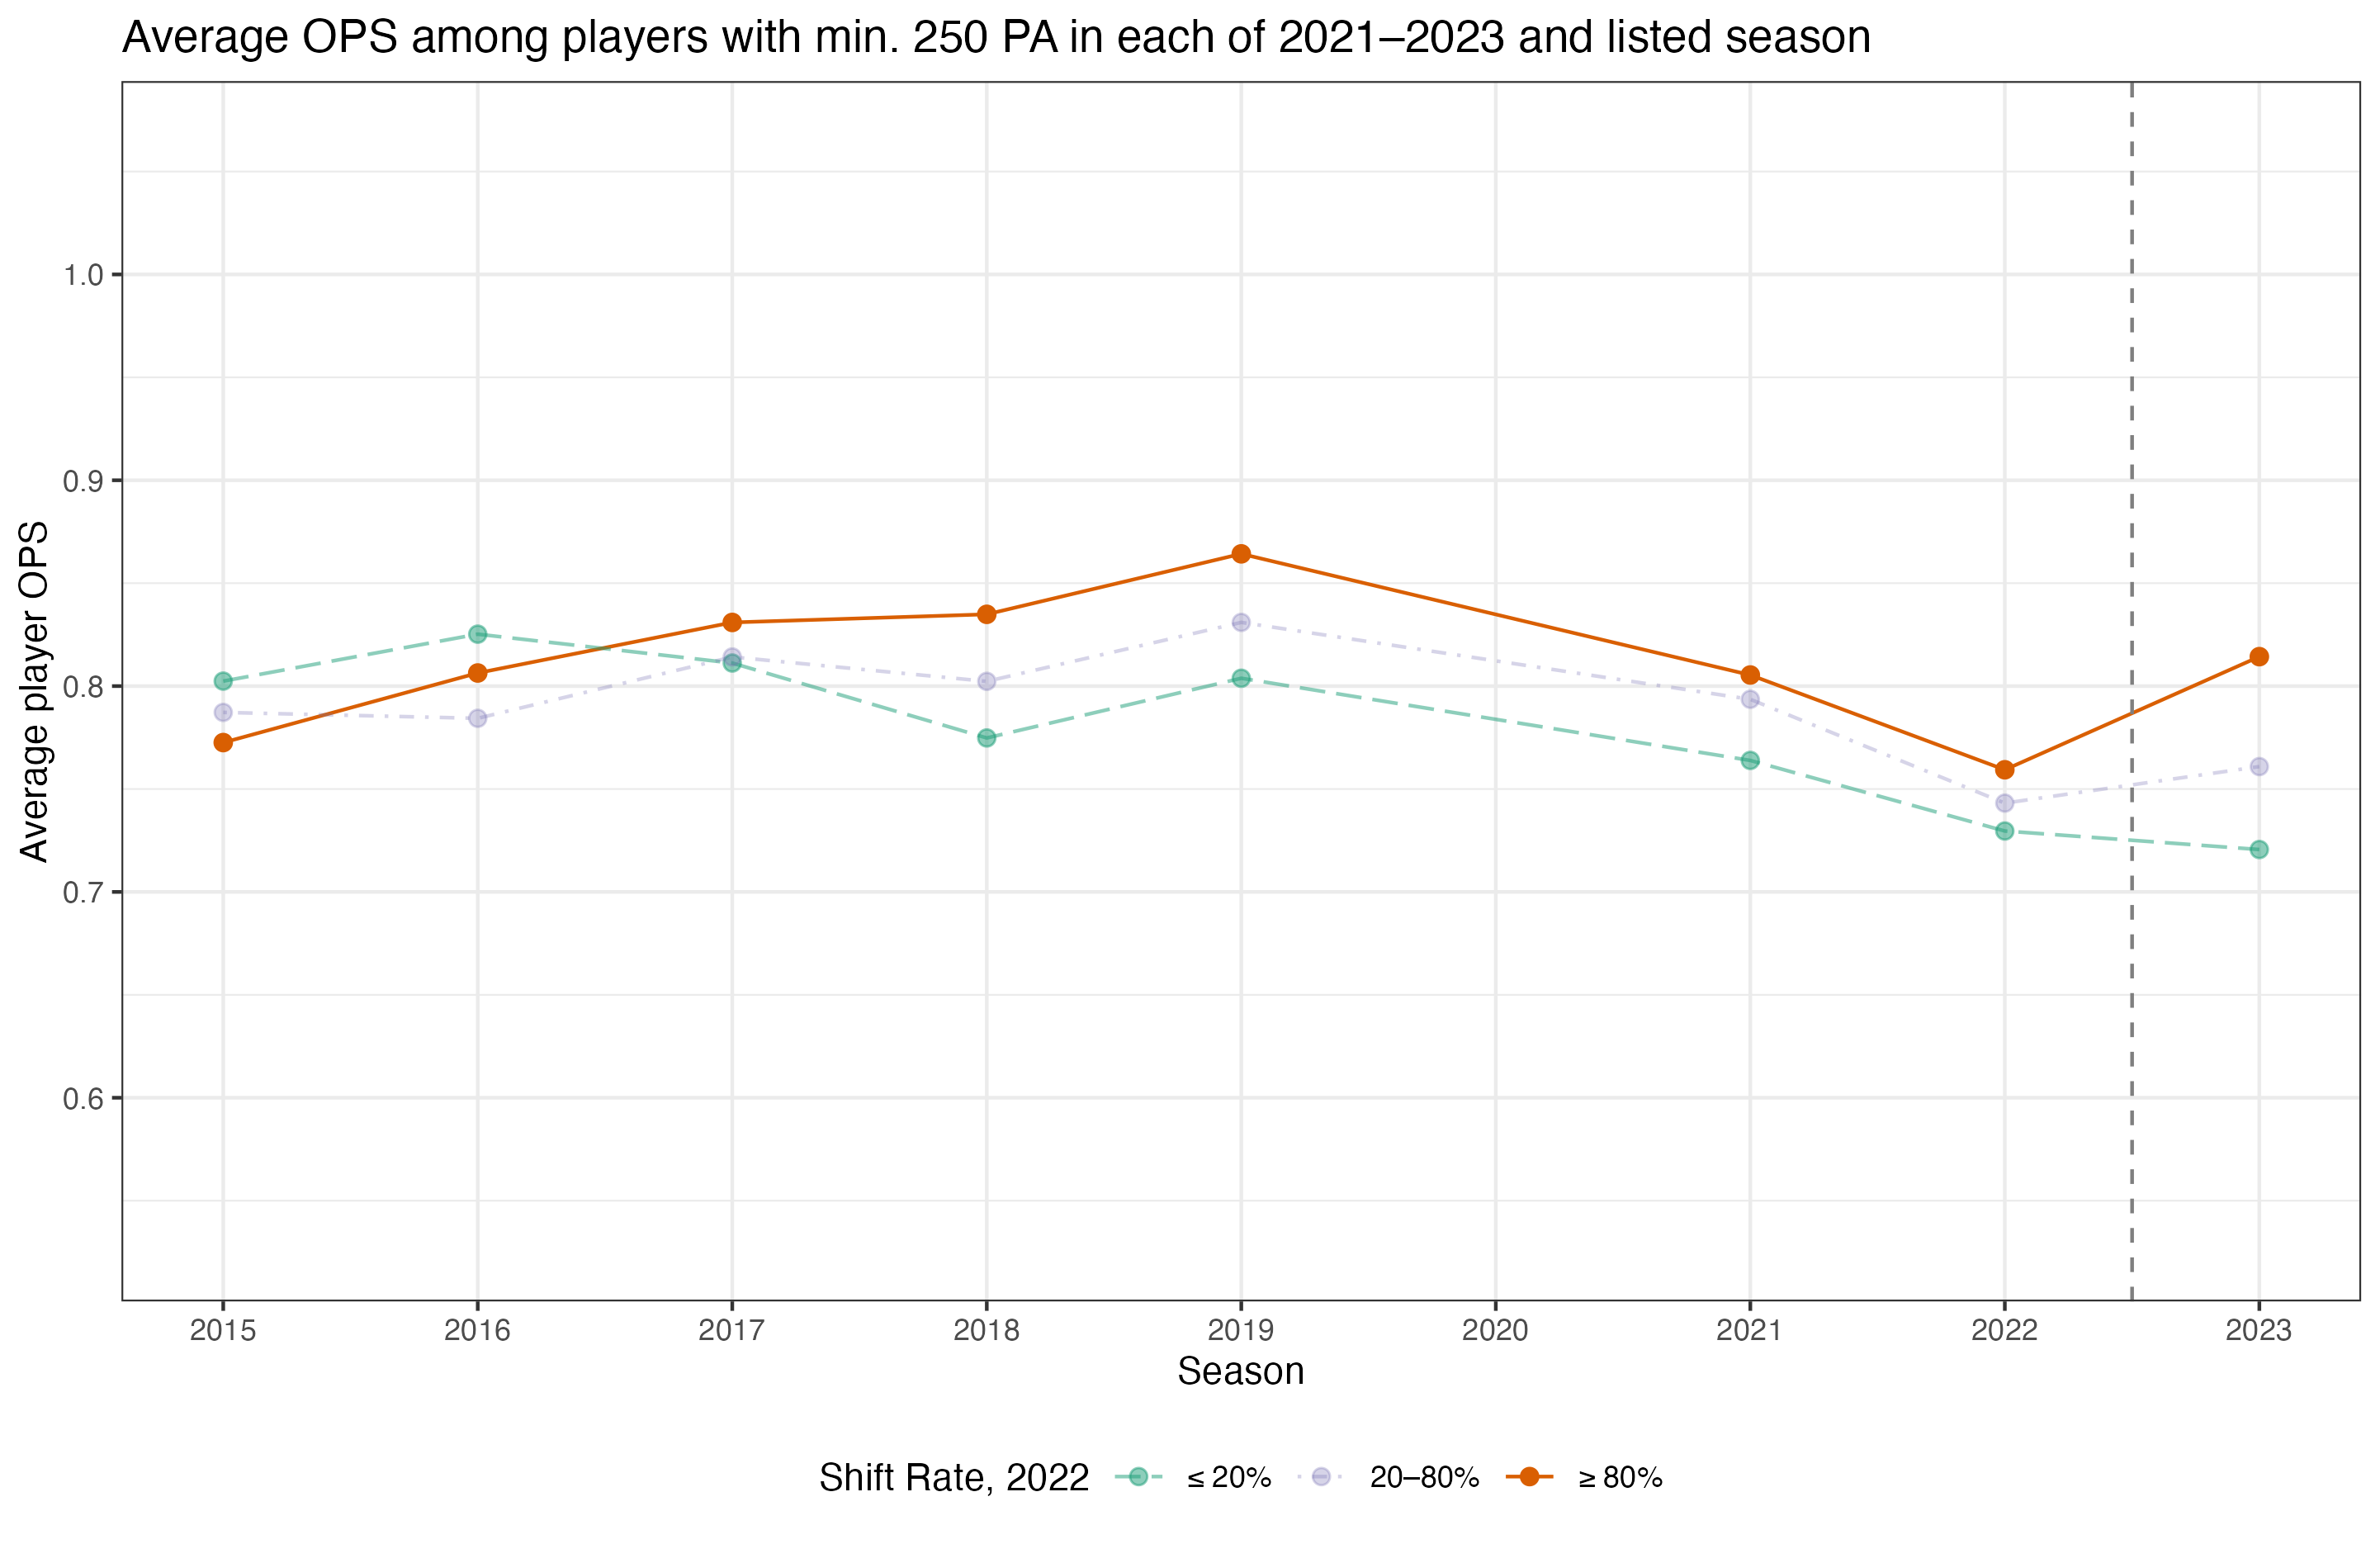 Average OPS among players with min. 250 PA in each of 2021–2023 and listed season
Average player OPS
1.0
0.9
0.8
0.7
0.6
2015 2016 2017 2018 2019 2020 2021 2022 2023
Season
Shift Rate, 2022 ≤ 20% 20–80% ≥ 80%